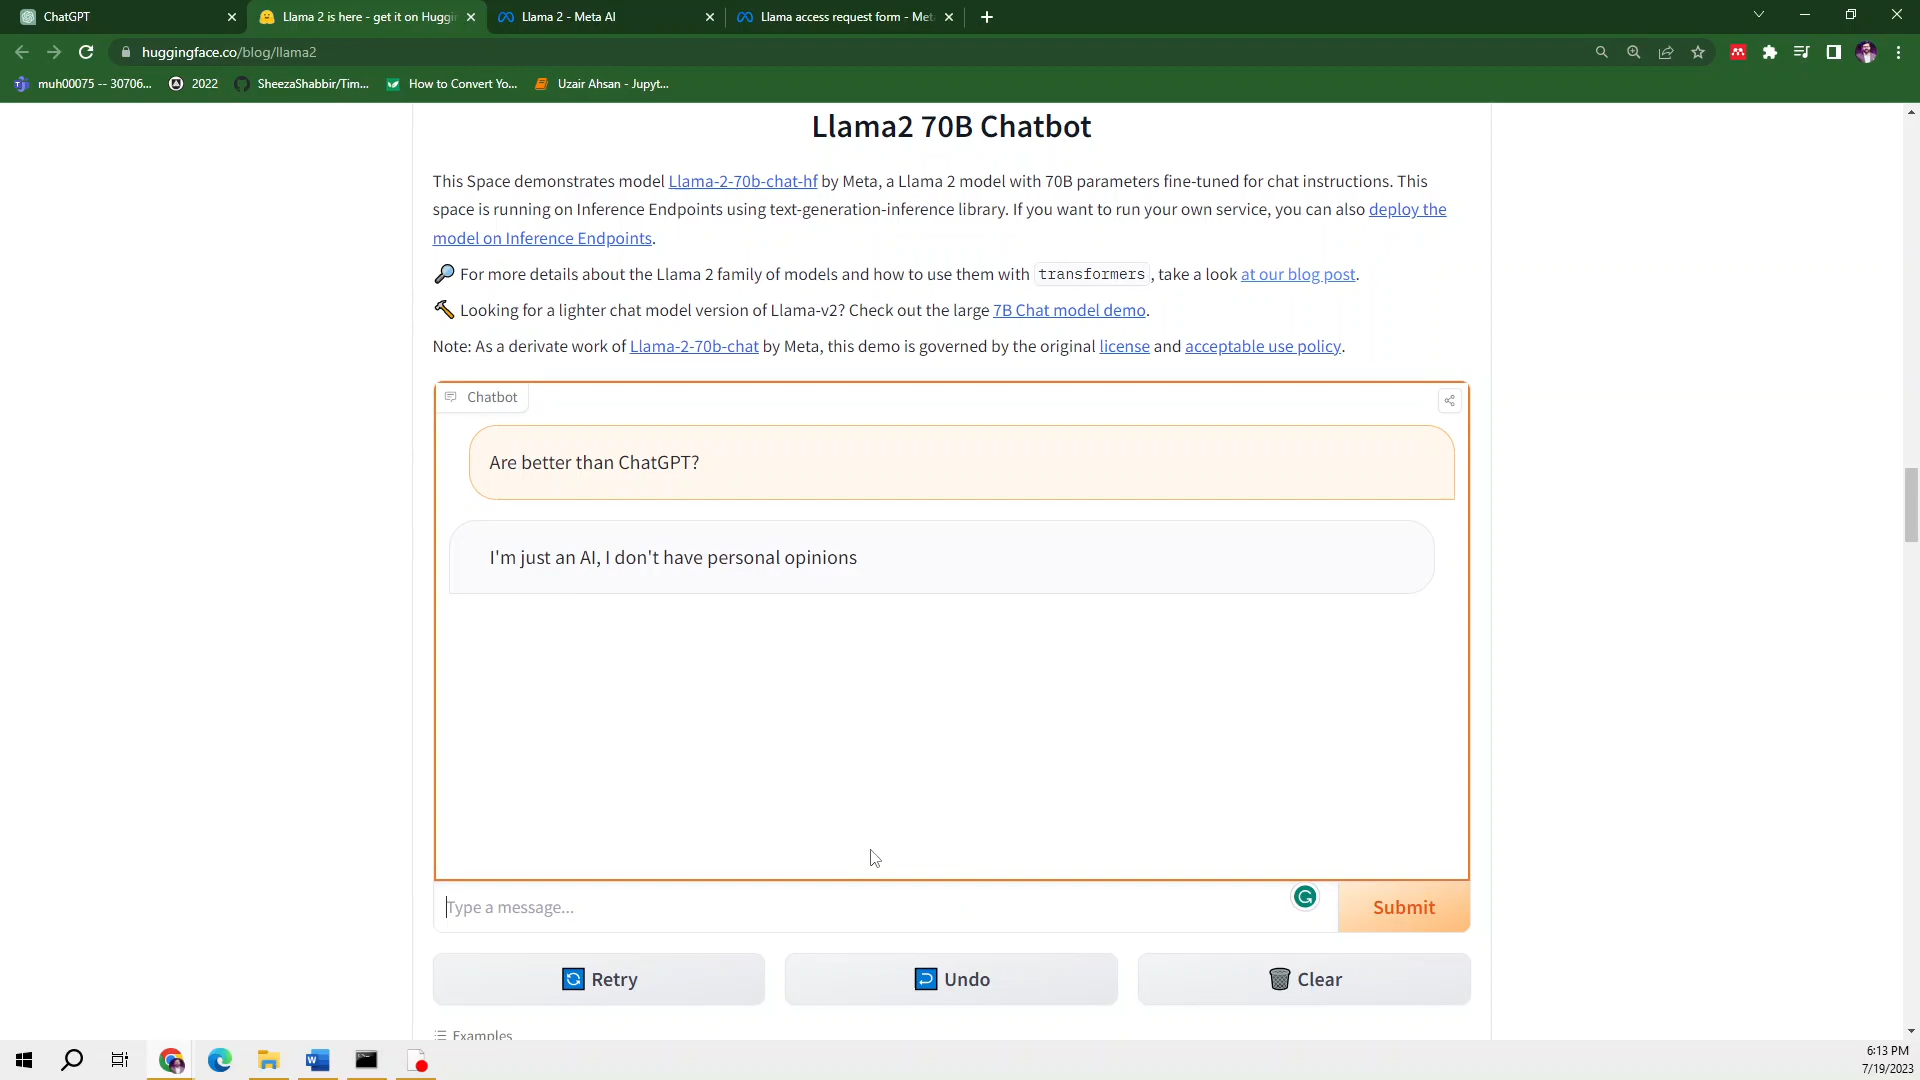 ChatGPT
Llama 2 is here - get it on Huggin
Llama 2 - Meta AI
Llama access request form - Met
huggingface.co/blog/llama2
muh00075 -- 30706...
2022
SheezaShabbir/Tim...
How to Convert Yo...
Uzair Ahsan - Jupyt...
Llama2 70B Chatbot
This Space demonstrates model Llama-2-70b-chat-hf by Meta, a Llama 2 model with 70B parameters fine-tuned for chat instructions. This
space is running on Inference Endpoints using text-generation-inference library. If you want to run your own service, you can also deploy the
model on Inference Endpoints.
🔎 For more details about the Llama 2 family of models and how to use them with transformers, take a look at our blog post.
🔨 Looking for a lighter chat model version of Llama-v2? Check out the large 7B Chat model demo.
Note: As a derivate work of Llama-2-70b-chat by Meta, this demo is governed by the original license and acceptable use policy.
Chatbot
Are better than ChatGPT?
I'm just an AI, I don't have personal opinions
Type a message...
Submit
Retry
Undo
Clear
Examples
6:13 PM
7/19/2023